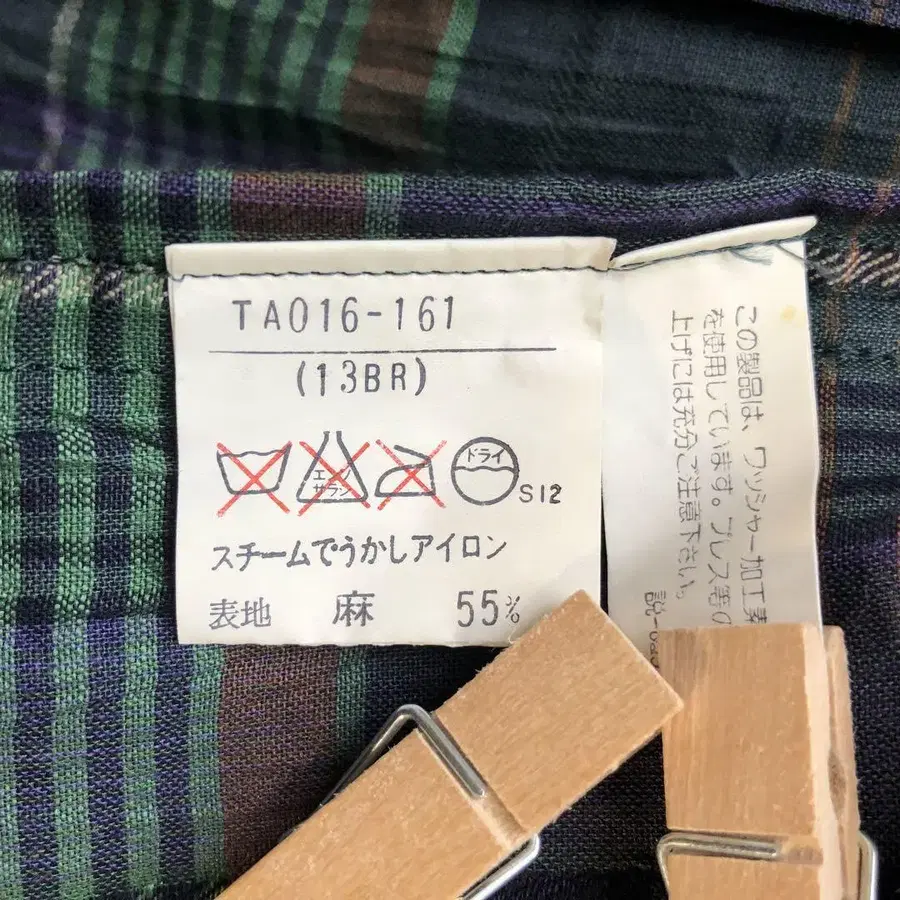 TA016-161
(13BR)
エンソ
サラシ
ドライ
S12
スチームでうかしアイロン
表地 麻 55%
この製品は、ワッシャー加工素
を使用しています。プレス等の
上げには充分ご注意下さい。